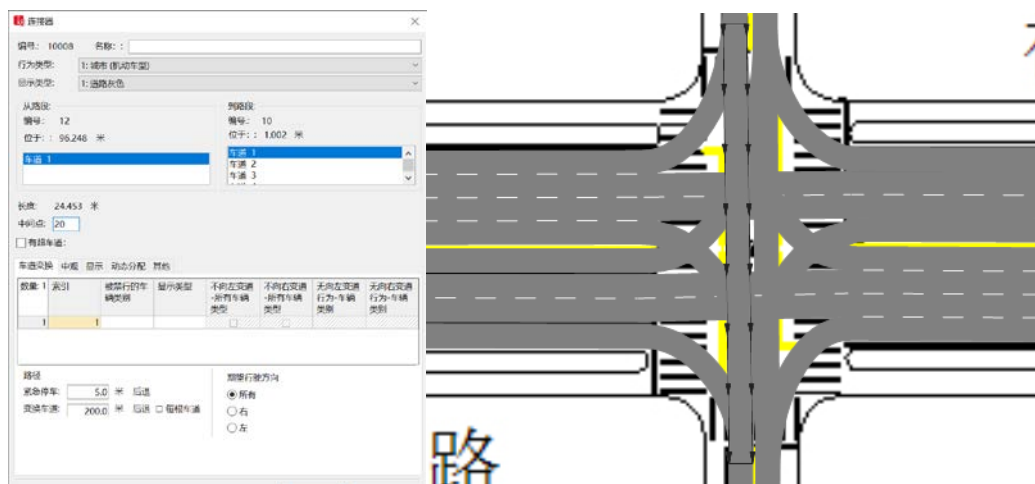 连接器
编号: 10008 名称: :
行为类型: 1: 城市 (机动车型)
显示类型: 1: 道路灰色
从路段: 到路段:
编号: 12 编号: 10
位于: : 96.248 米 位于: : 1.002 米
车道 1 车道 1
车道 2
车道 3
长度: 24.453 米
中间点: 20
有超车道:
车道变换 中观 显示 动态分配 其他
数量: 1 索引 被禁行的车辆类别 显示类型 不向左变道-所有车辆类型 不向右变道-所有车辆类型 无向左变道行为-车辆类别 无向右变道行为-车辆类别
1 1
路径 期望行驶方向
紧急停车: 5.0 米 后退 所有
变换车道: 200.0 米 后退 每根车道 右
左
路